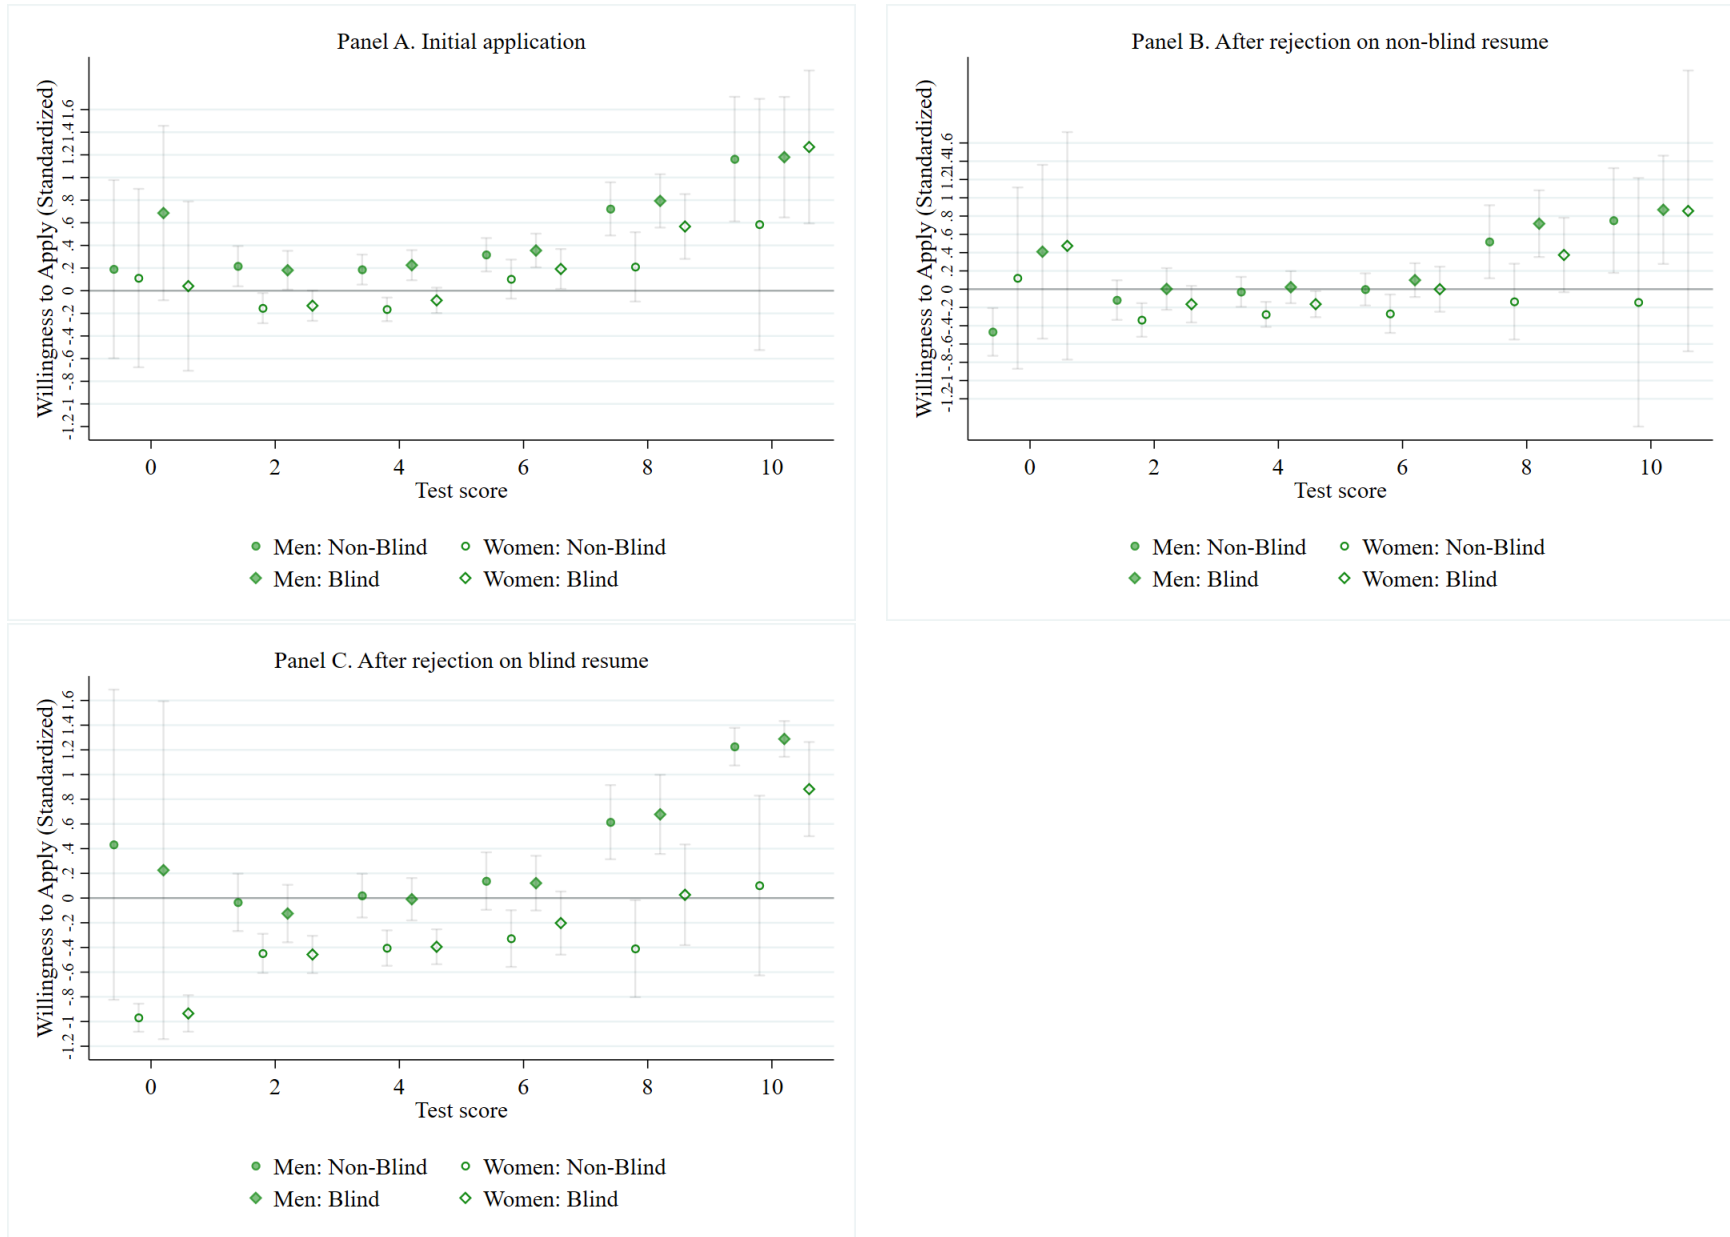 Panel A. Initial application
Willingness to Apply (Standardized)
-1.2 -1 -.8 -.6 -.4 -.2 0 .2 .4 .6 .8 1 1.2 1.4 1.6
0 2 4 6 8 10
Test score
Men: Non-Blind Women: Non-Blind
Men: Blind Women: Blind
Panel B. After rejection on non-blind resume
Willingness to Apply (Standardized)
-1.2 -1 -.8 -.6 -.4 -.2 0 .2 .4 .6 .8 1 1.2 1.4 1.6
0 2 4 6 8 10
Test score
Men: Non-Blind Women: Non-Blind
Men: Blind Women: Blind
Panel C. After rejection on blind resume
Willingness to Apply (Standardized)
-1.2 -1 -.8 -.6 -.4 -.2 0 .2 .4 .6 .8 1 1.2 1.4 1.6
0 2 4 6 8 10
Test score
Men: Non-Blind Women: Non-Blind
Men: Blind Women: Blind